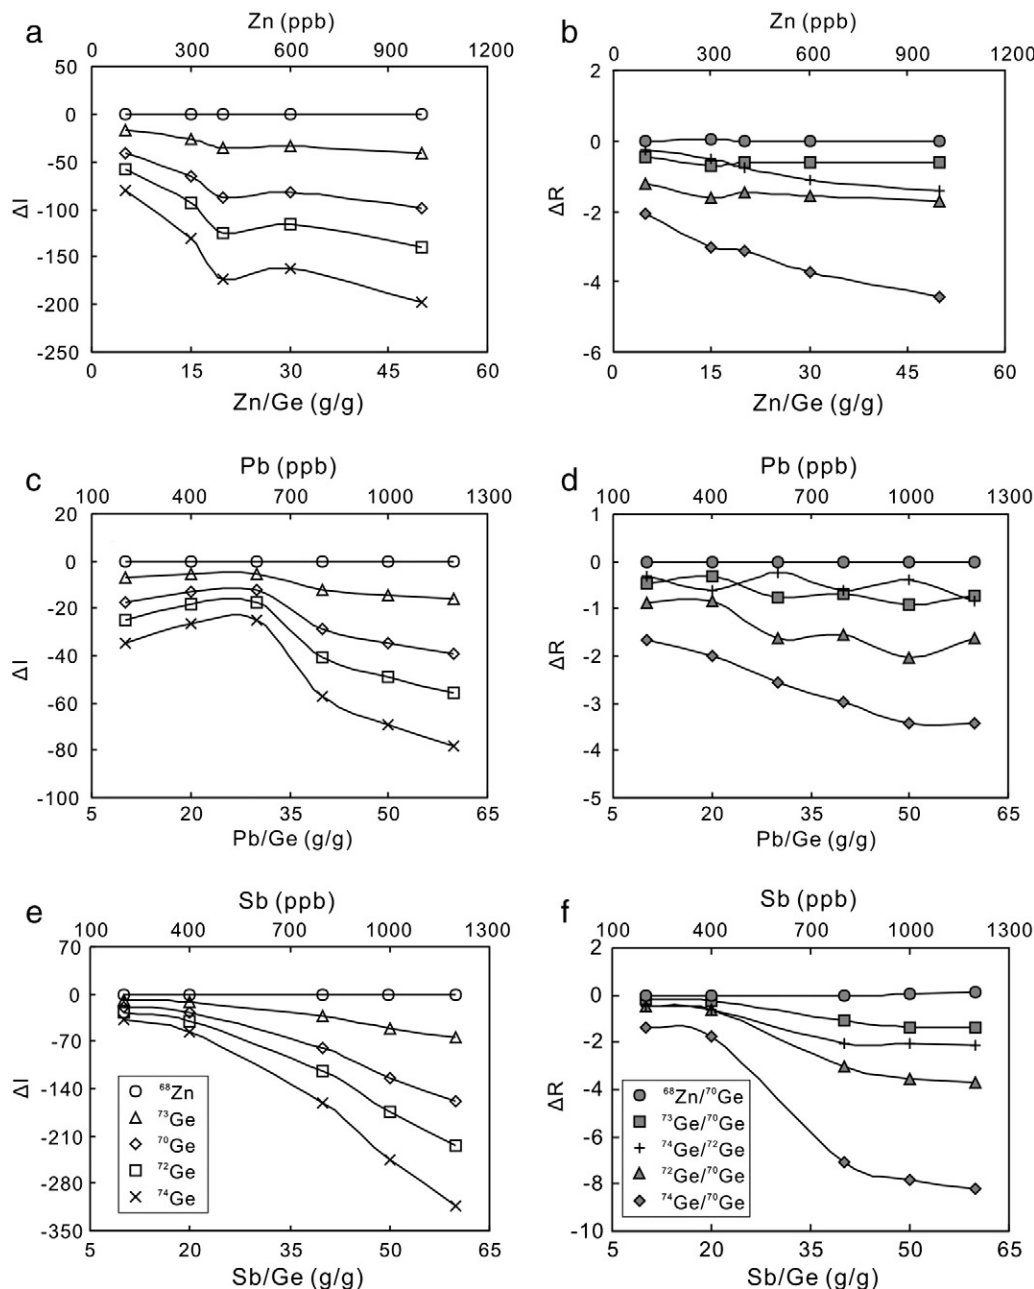 a
Zn (ppb)
0 300 600 900 1200
50
0
-50
-100
-150
-200
-250
ΔI
0 15 30 45 60
Zn/Ge (g/g)
b
Zn (ppb)
0 300 600 900 1200
2
0
-2
-4
-6
ΔR
0 15 30 45 60
Zn/Ge (g/g)
c
Pb (ppb)
100 400 700 1000 1300
20
0
-20
-40
-60
-80
-100
ΔI
5 20 35 50 65
Pb/Ge (g/g)
d
Pb (ppb)
100 400 700 1000 1300
1
0
-1
-2
-3
-4
-5
ΔR
5 20 35 50 65
Pb/Ge (g/g)
e
Sb (ppb)
100 400 700 1000 1300
70
0
-70
-140
-210
-280
-350
ΔI
⁶⁸Zn
⁷³Ge
⁷⁰Ge
⁷²Ge
⁷⁴Ge
5 20 35 50 65
Sb/Ge (g/g)
f
Sb (ppb)
100 400 700 1000 1300
2
0
-2
-4
-6
-8
-10
ΔR
⁶⁸Zn/⁷⁰Ge
⁷³Ge/⁷⁰Ge
⁷⁴Ge/⁷²Ge
⁷²Ge/⁷⁰Ge
⁷⁴Ge/⁷⁰Ge
5 20 35 50 65
Sb/Ge (g/g)